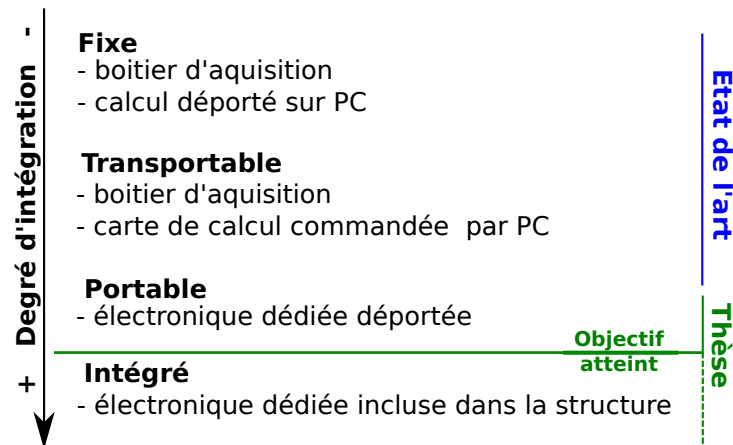 Fixe
- boitier d'aquisition
- calcul déporté sur PC
Transportable
- boitier d'aquisition
- carte de calcul commandée par PC
Portable
- électronique dédiée déportée
Objectif
atteint
Intégré
- électronique dédiée incluse dans la structure
+ Degré d'intégration -
Etat de l'art
Thèse